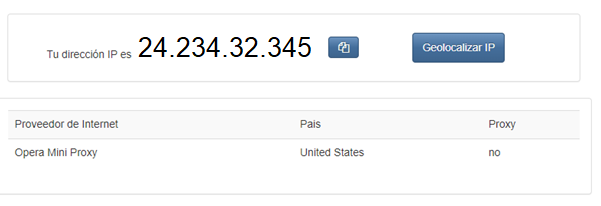 Tu dirección IP es 24.234.32.345 Geolocalizar IP
Proveedor de Internet Pais Proxy
Opera Mini Proxy United States no